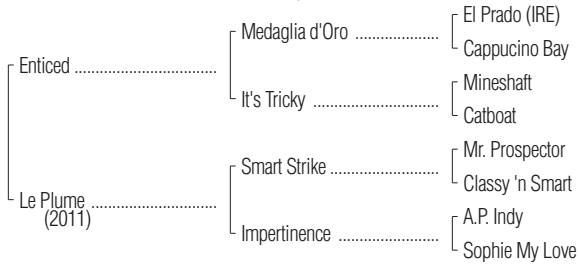 El Prado (IRE)
Medaglia d'Oro ....................
Cappucino Bay
Enticed .................................
Mineshaft
It's Tricky ..............................
Catboat
Mr. Prospector
Smart Strike ..........................
Classy 'n Smart
Le Plume .............................
(2011)
A.P. Indy
Impertinence ........................
Sophie My Love